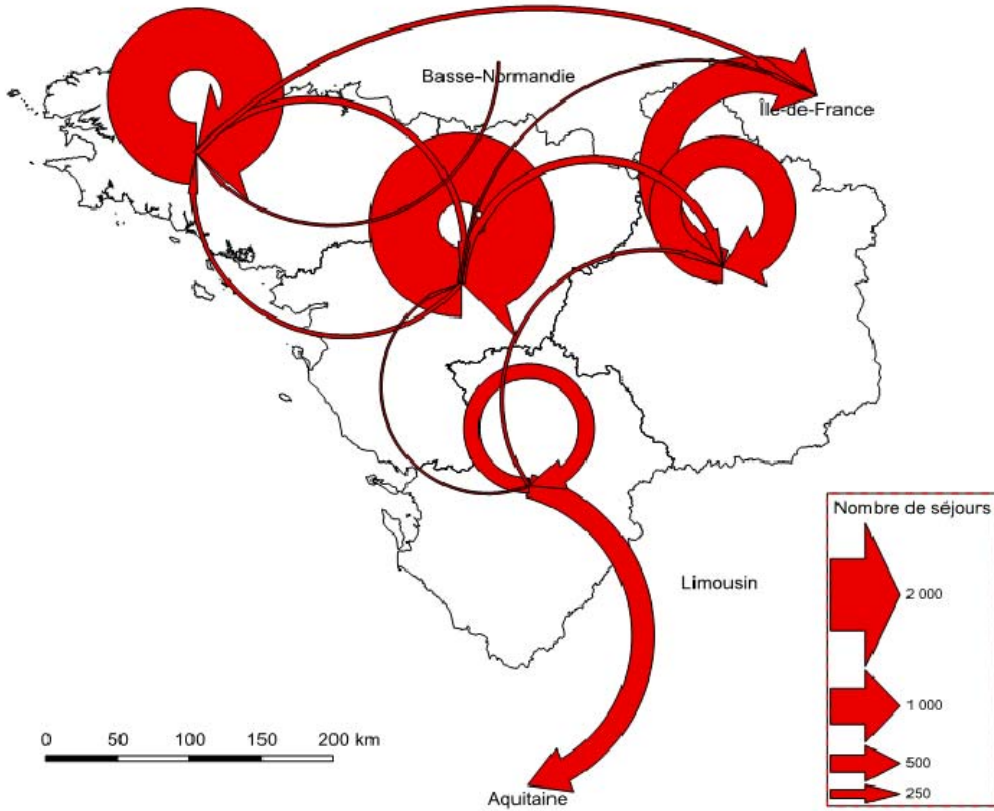 Basse-Normandie
Île-de-France
Nombre de séjours
2 000
1 000
500
250
Limousin
0 50 100 150 200 km
Aquitaine